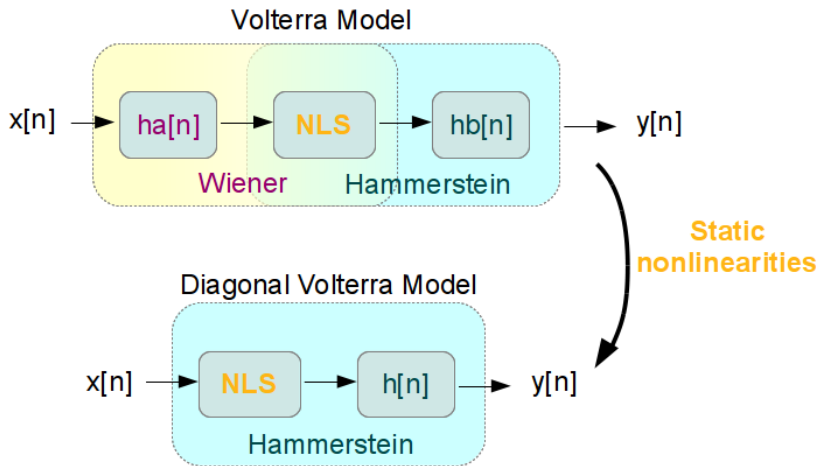 Volterra Model
x[n]
ha[n]
NLS
hb[n]
y[n]
Wiener
Hammerstein
Static
nonlinearities
Diagonal Volterra Model
x[n]
NLS
h[n]
y[n]
Hammerstein